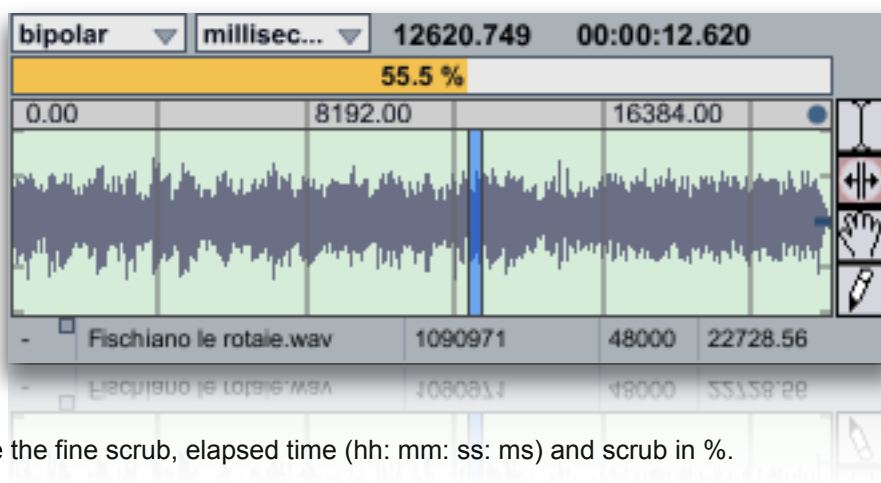 bipolar millisec... 12620.749 00:00:12.620
55.5 %
0.00 8192.00 16384.00
- Fischiano le rotaie.wav 1090971 48000 22728.56
the fine scrub, elapsed time (hh: mm: ss: ms) and scrub in %.